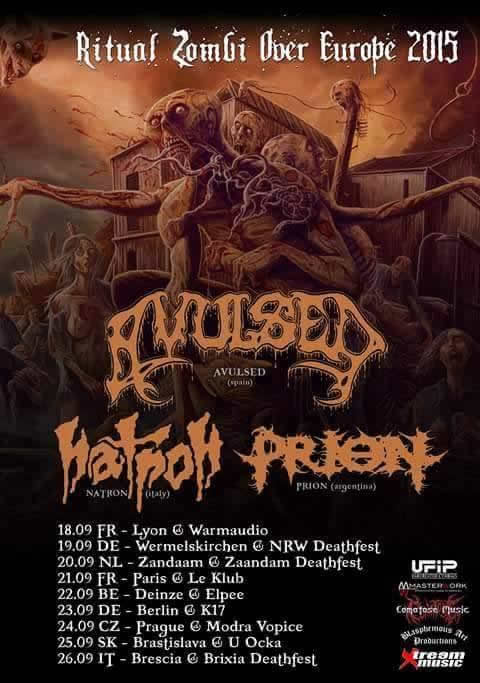 Ritual Zombi Over Europe 2015
AVULSED
AVULSED
(spain)
NATRON PRION
NATRON (italy) PRION (argentina)
18.09 FR - Lyon @ Warmaudio
19.09 DE - Wermelskirchen @ NRW Deathfest
20.09 NL - Zandaam @ Zaandam Deathfest
21.09 FR - Paris @ Le Klub
22.09 BE - Deinze @ Elpee
23.09 DE - Berlin @ K17
24.09 CZ - Prague @ Modra Vopice
25.09 SK - Brastislava @ U Ocka
26.09 IT - Brescia @ Brixia Deathfest
UFIP
MASTERWORK
Comatose Music
Blasphemous Art
Productions
Xtreem
music